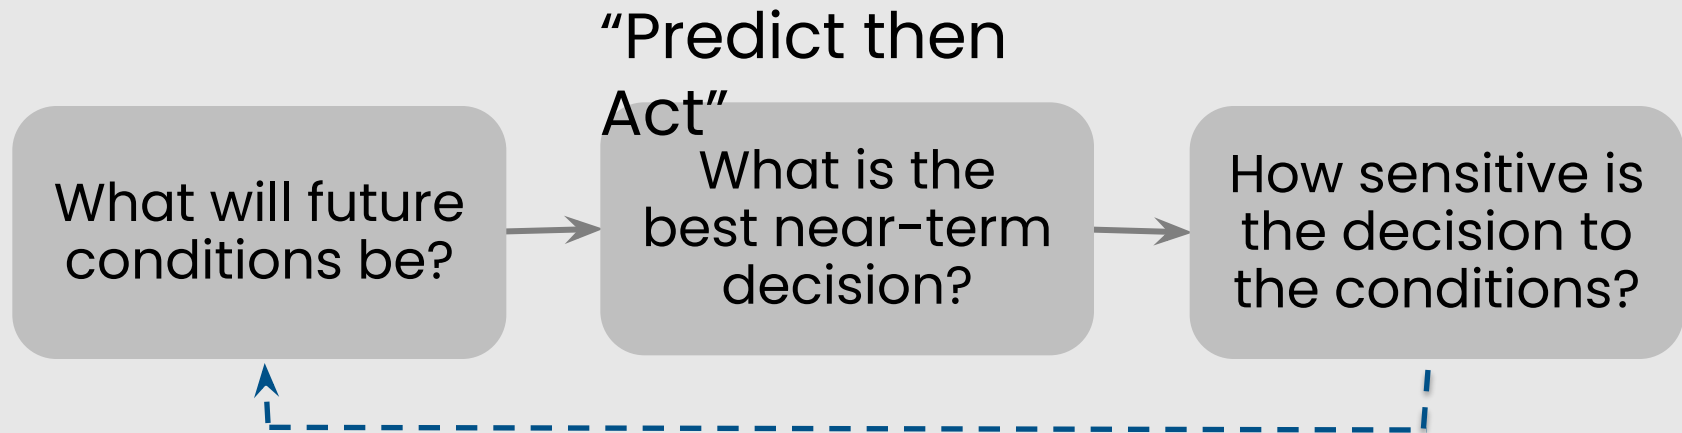 “Predict then
Act”
What will future
conditions be?
What is the
best near-term
decision?
How sensitive is
the decision to
the conditions?